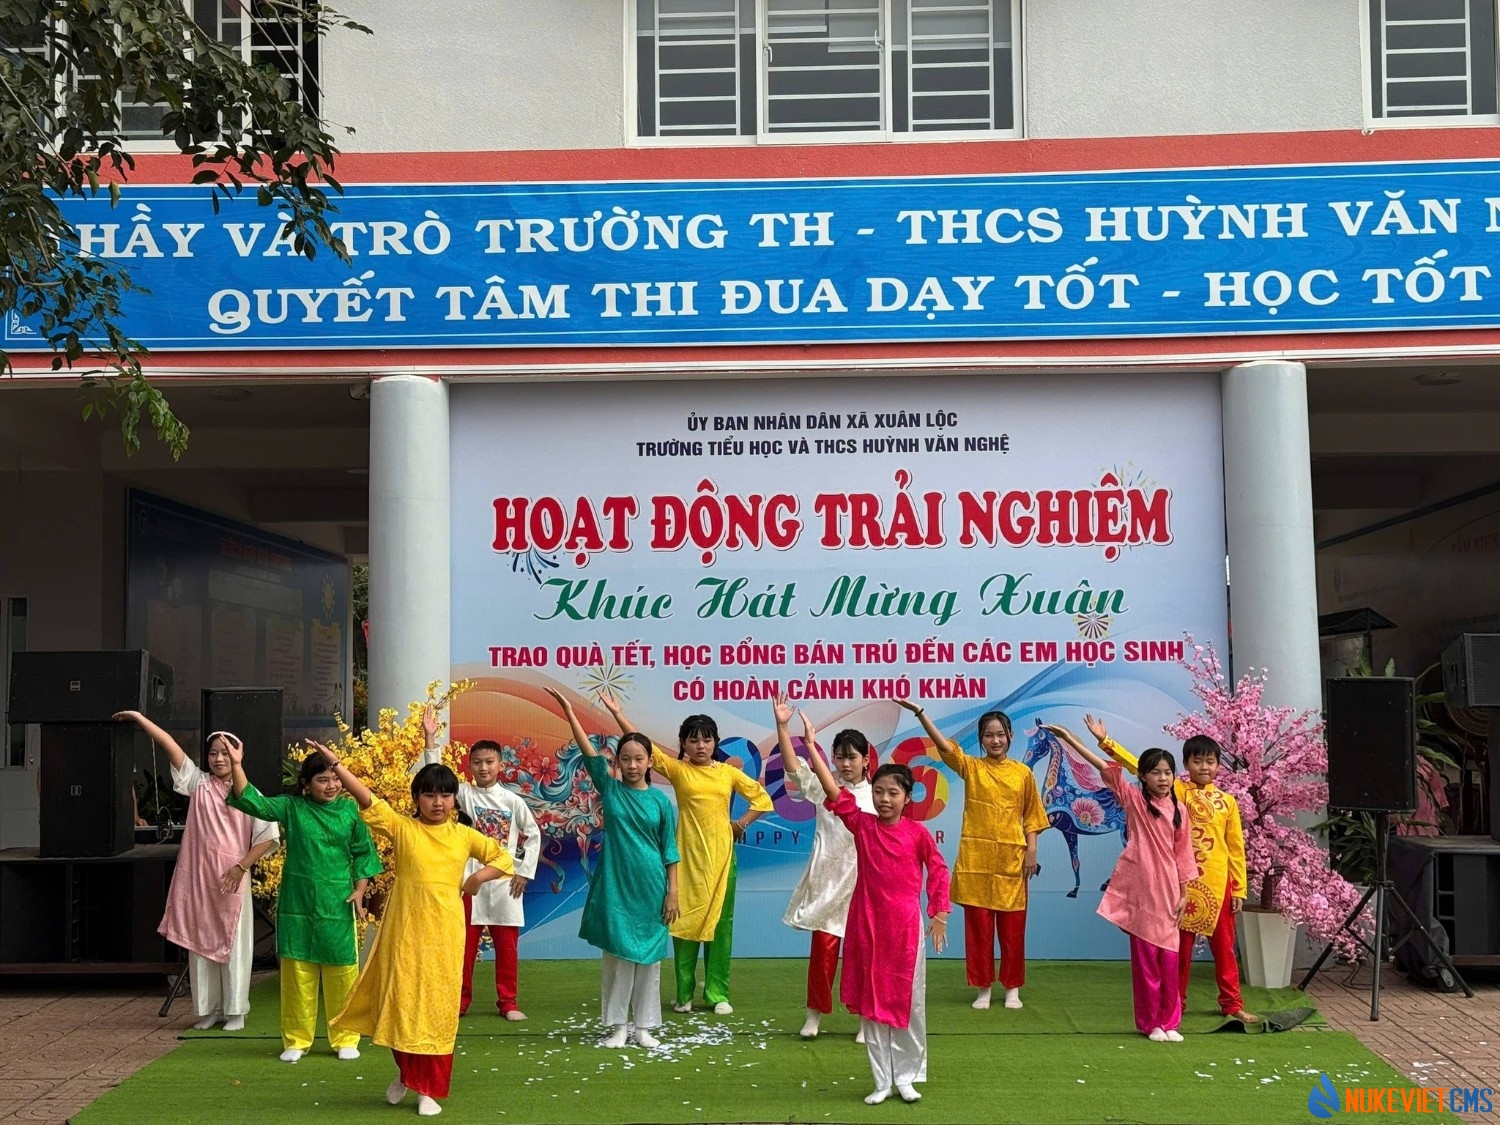 HẦY VÀ TRÒ TRƯỜNG TH - THCS HUỲNH VĂN N
QUYẾT TÂM THI ĐUA DẠY TỐT - HỌC TỐT
ỦY BAN NHÂN DÂN XÃ XUÂN LỘC
TRƯỜNG TIỂU HỌC VÀ THCS HUỲNH VĂN NGHỆ
HOẠT ĐỘNG TRẢI NGHIỆM
Khúc Hát Mừng Xuân
TRAO QUÀ TẾT, HỌC BỔNG BÁN TRÚ ĐẾN CÁC EM HỌC SINH
CÓ HOÀN CẢNH KHÓ KHĂN
NUKEVIETCMS